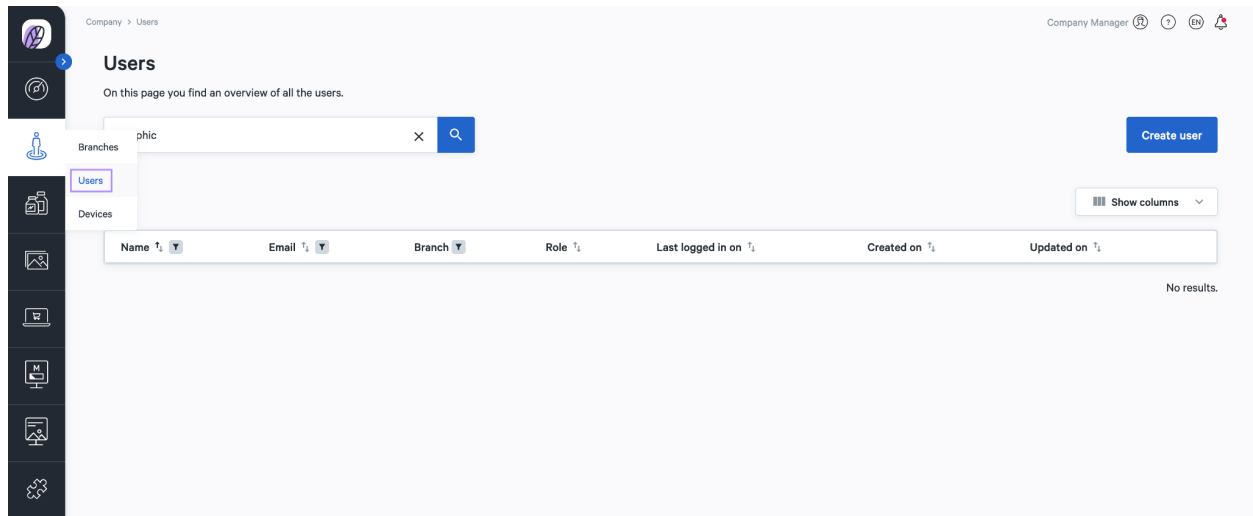 Company > Users
Company Manager
?
EN
Users
On this page you find an overview of all the users.
phic
Create user
Branches
Users
Devices
Show columns
Name
Email
Branch
Role
Last logged in on
Created on
Updated on
No results.
M